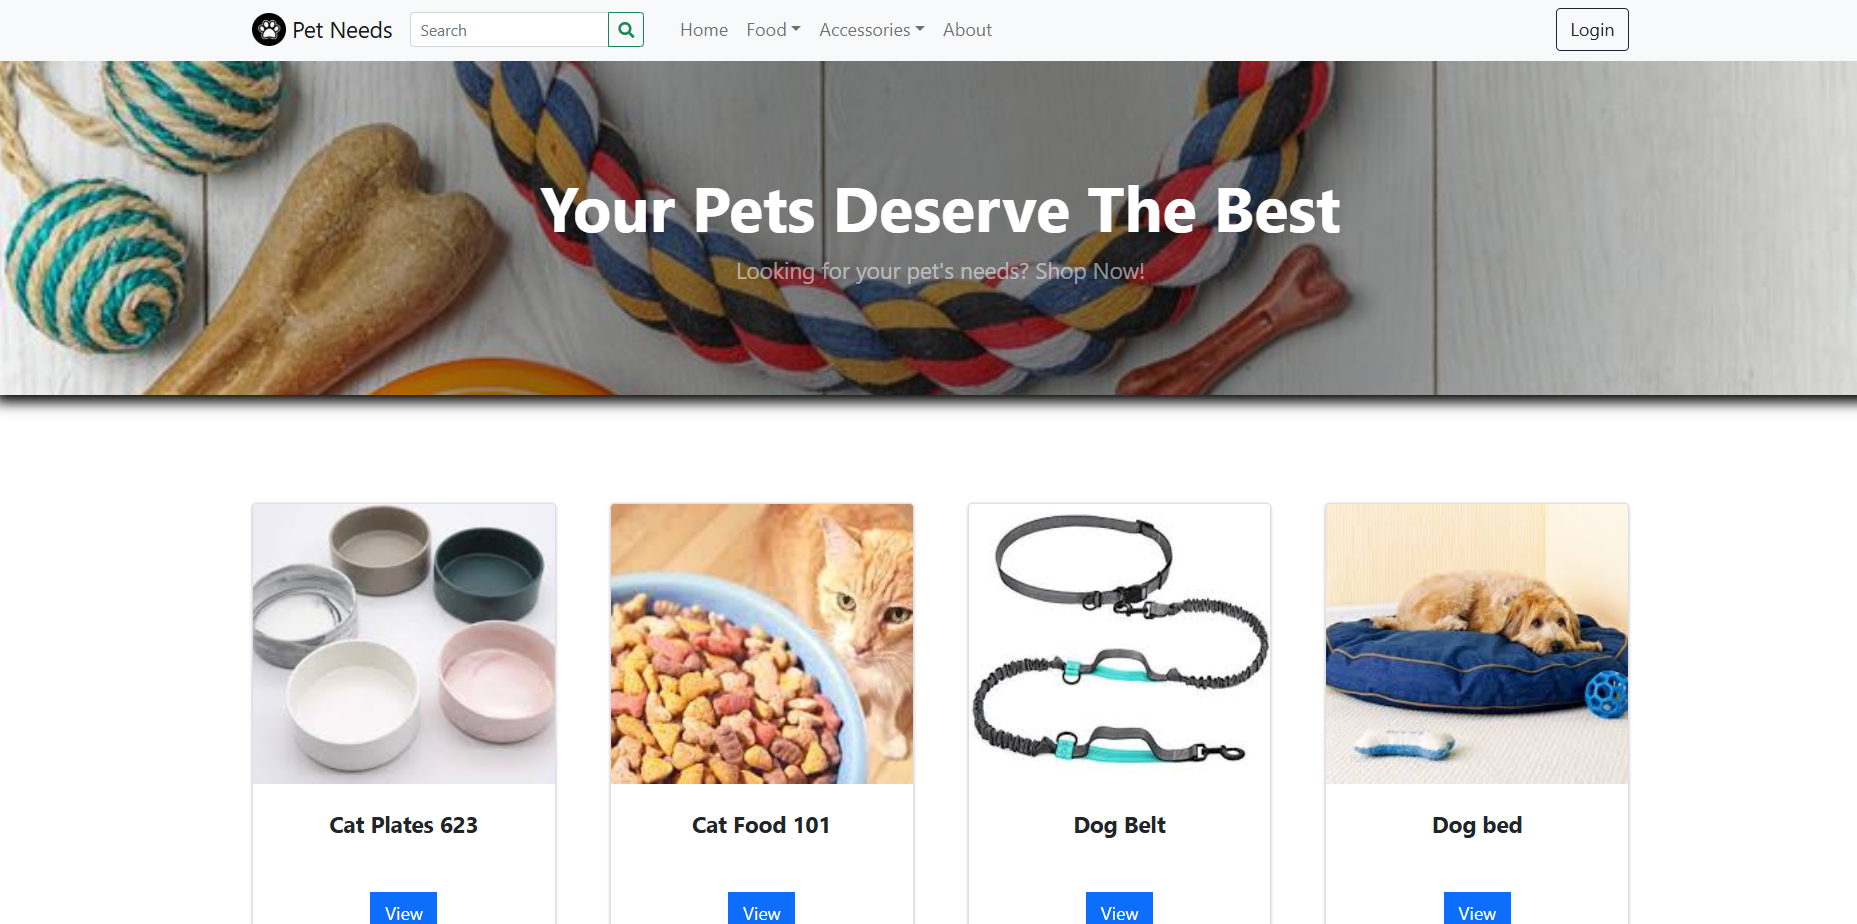 Pet Needs
Search
Home
Food
Accessories
About
Login
Your Pets Deserve The Best
Looking for your pet's needs? Shop Now!
Cat Plates 623
Cat Food 101
Dog Belt
Dog bed
View
View
View
View